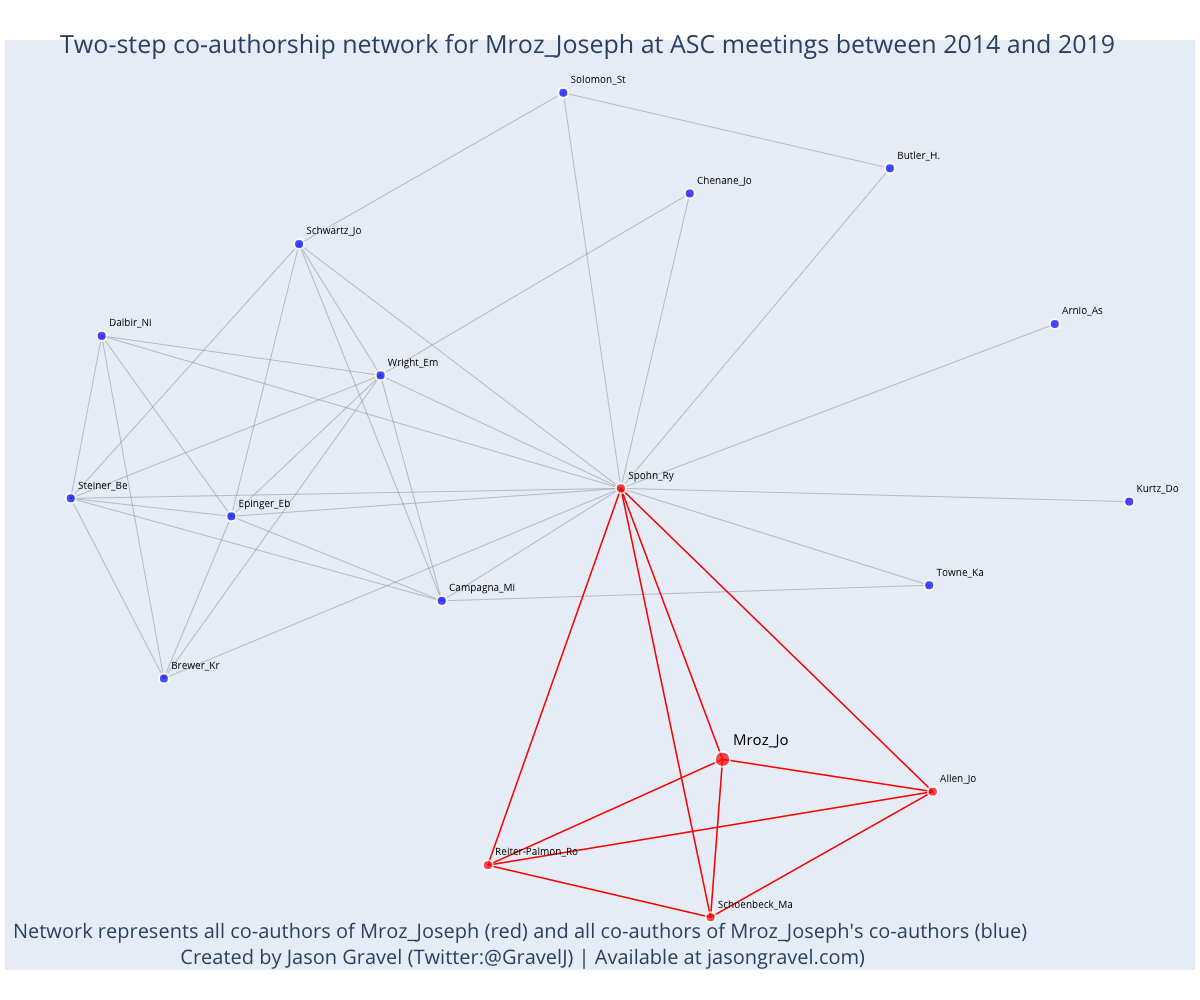 Two-step co-authorship network for Mroz_Joseph at ASC meetings between 2014 and 2019
Solomon_St
Butler_H.
Chenane_Jo
Schwartz_Jo
Arnio_As
Dalbir_Ni
Wright_Em
Spohn_Ry
Steiner_Be
Kurtz_Do
Epinger_Eb
Towne_Ka
Campagna_Mi
Brewer_Kr
Mroz_Jo
Allen_Jo
Reiter-Palmon_Ro
Schoenbeck_Ma
Network represents all co-authors of Mroz_Joseph (red) and all co-authors of Mroz_Joseph's co-authors (blue)
Created by Jason Gravel (Twitter:@GravelJ) | Available at jasongravel.com)